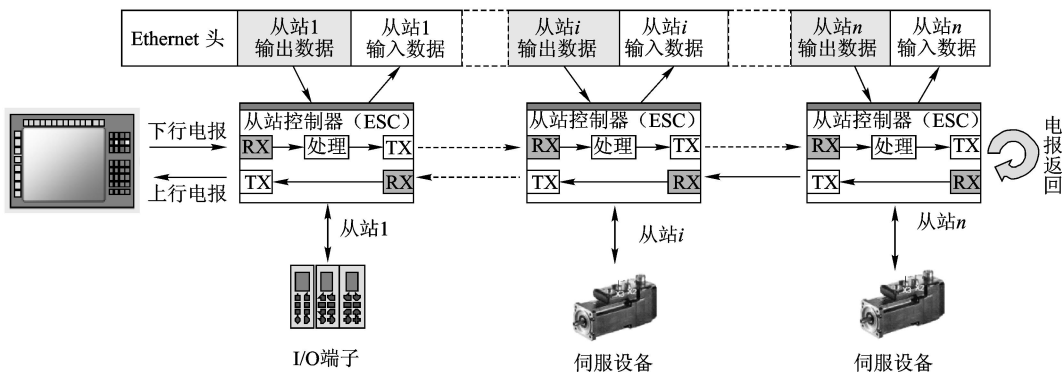 Ethernet 头
从站1
输出数据
从站1
输入数据
从站i
输出数据
从站i
输入数据
从站n
输出数据
从站n
输入数据
下行电报
上行电报
从站控制器（ESC）
RX
处理
TX
TX
RX
从站控制器（ESC）
RX
处理
TX
TX
RX
从站控制器（ESC）
RX
处理
TX
TX
RX
电报返回
从站1
从站i
从站n
I/O端子
伺服设备
伺服设备